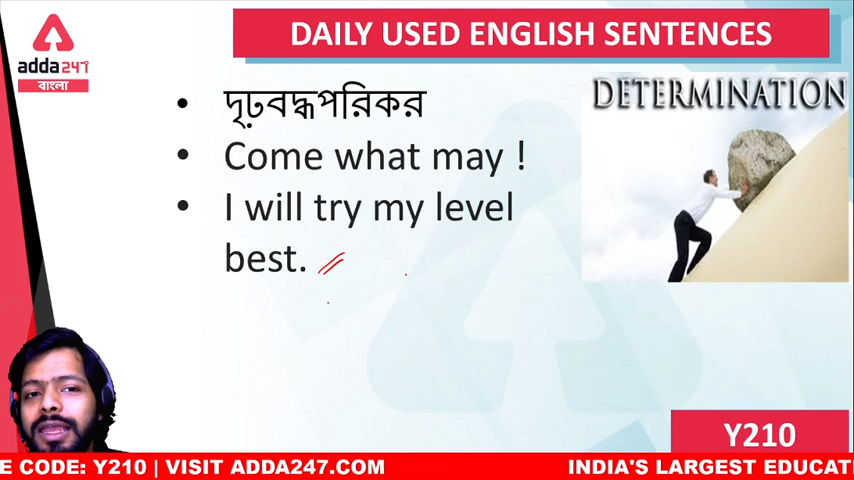 DAILY USED ENGLISH SENTENCES
adda247
বাংলা
• দৃঢ়বদ্ধপরিকর
DETERMINATION
• Come what may !
• I will try my level
best.
Y210
E CODE: Y210 | VISIT ADDA247.COM
INDIA'S LARGEST EDUCAT